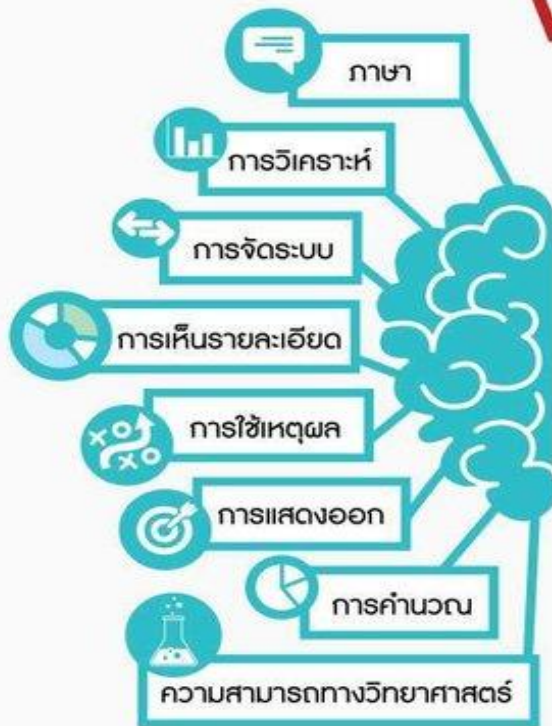 ภาษา
การวิเคราะห์
การจัดระบบ
การเห็นรายละเอียด
การใช้เหตุผล
การแสดงออก
การคำนวณ
ความสามารถทางวิทยาศาสตร์